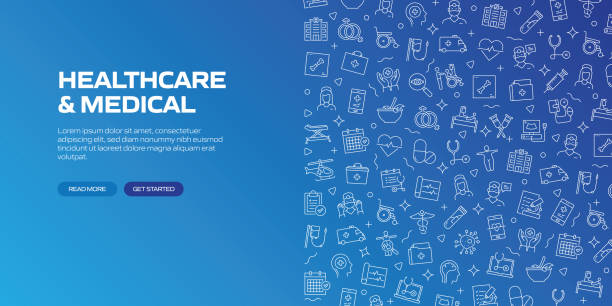 HEALTHCARE
& MEDICAL
Lorem ipsum dolor sit amet, consectetuer adipiscing elit,
sed diam nonummy nibh euismod tincidunt ut laoreet
dolore magna aliquam erat
volutpat.
READ MORE
GET STARTED